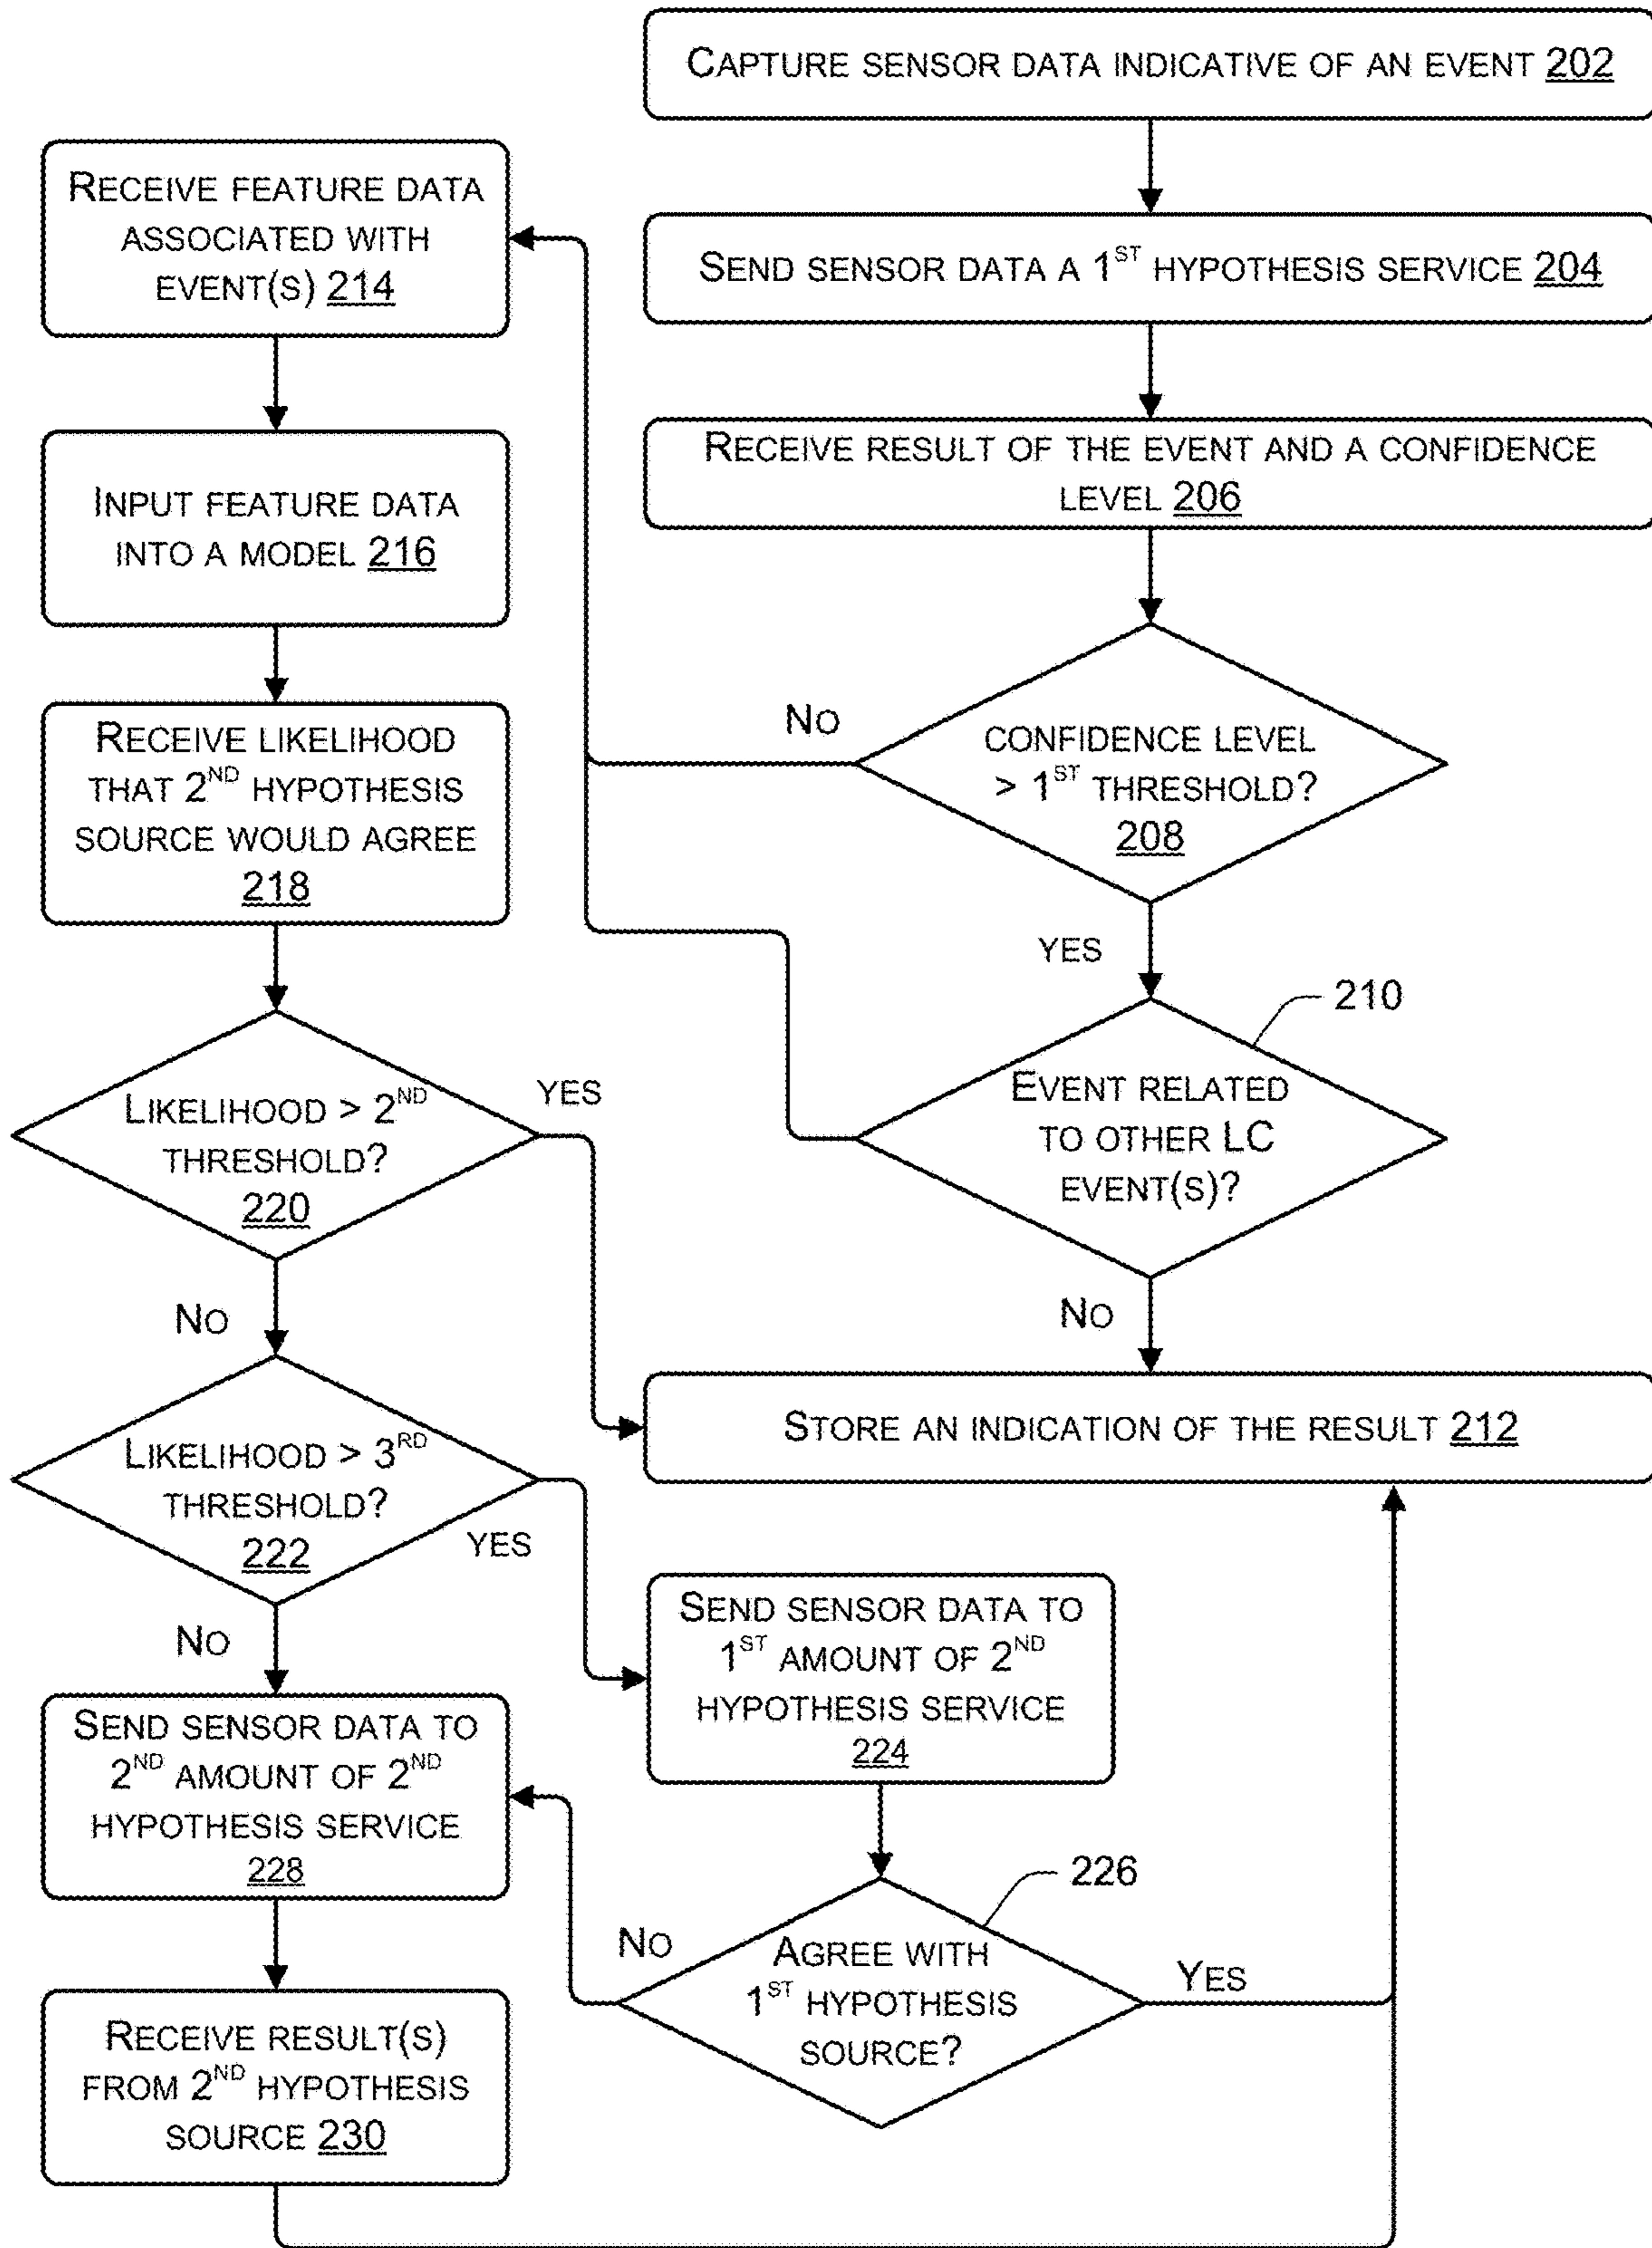 CAPTURE SENSOR DATA INDICATIVE OF AN EVENT 202
SEND SENSOR DATA A 1ST HYPOTHESIS SERVICE 204
RECEIVE RESULT OF THE EVENT AND A CONFIDENCE
LEVEL 206
NO
CONFIDENCE LEVEL
> 1ST THRESHOLD?
208
YES
210
EVENT RELATED
TO OTHER LC
EVENT(S)?
NO
STORE AN INDICATION OF THE RESULT 212
RECEIVE FEATURE DATA
ASSOCIATED WITH
EVENT(S) 214
INPUT FEATURE DATA
INTO A MODEL 216
RECEIVE LIKELIHOOD
THAT 2ND HYPOTHESIS
SOURCE WOULD AGREE
218
LIKELIHOOD > 2ND
THRESHOLD?
220
YES
NO
LIKELIHOOD > 3RD
THRESHOLD?
222
YES
NO
SEND SENSOR DATA TO
1ST AMOUNT OF 2ND
HYPOTHESIS SERVICE
224
226
AGREE WITH
1ST HYPOTHESIS
SOURCE?
NO
YES
SEND SENSOR DATA TO
2ND AMOUNT OF 2ND
HYPOTHESIS SERVICE
228
RECEIVE RESULT(S)
FROM 2ND HYPOTHESIS
SOURCE 230